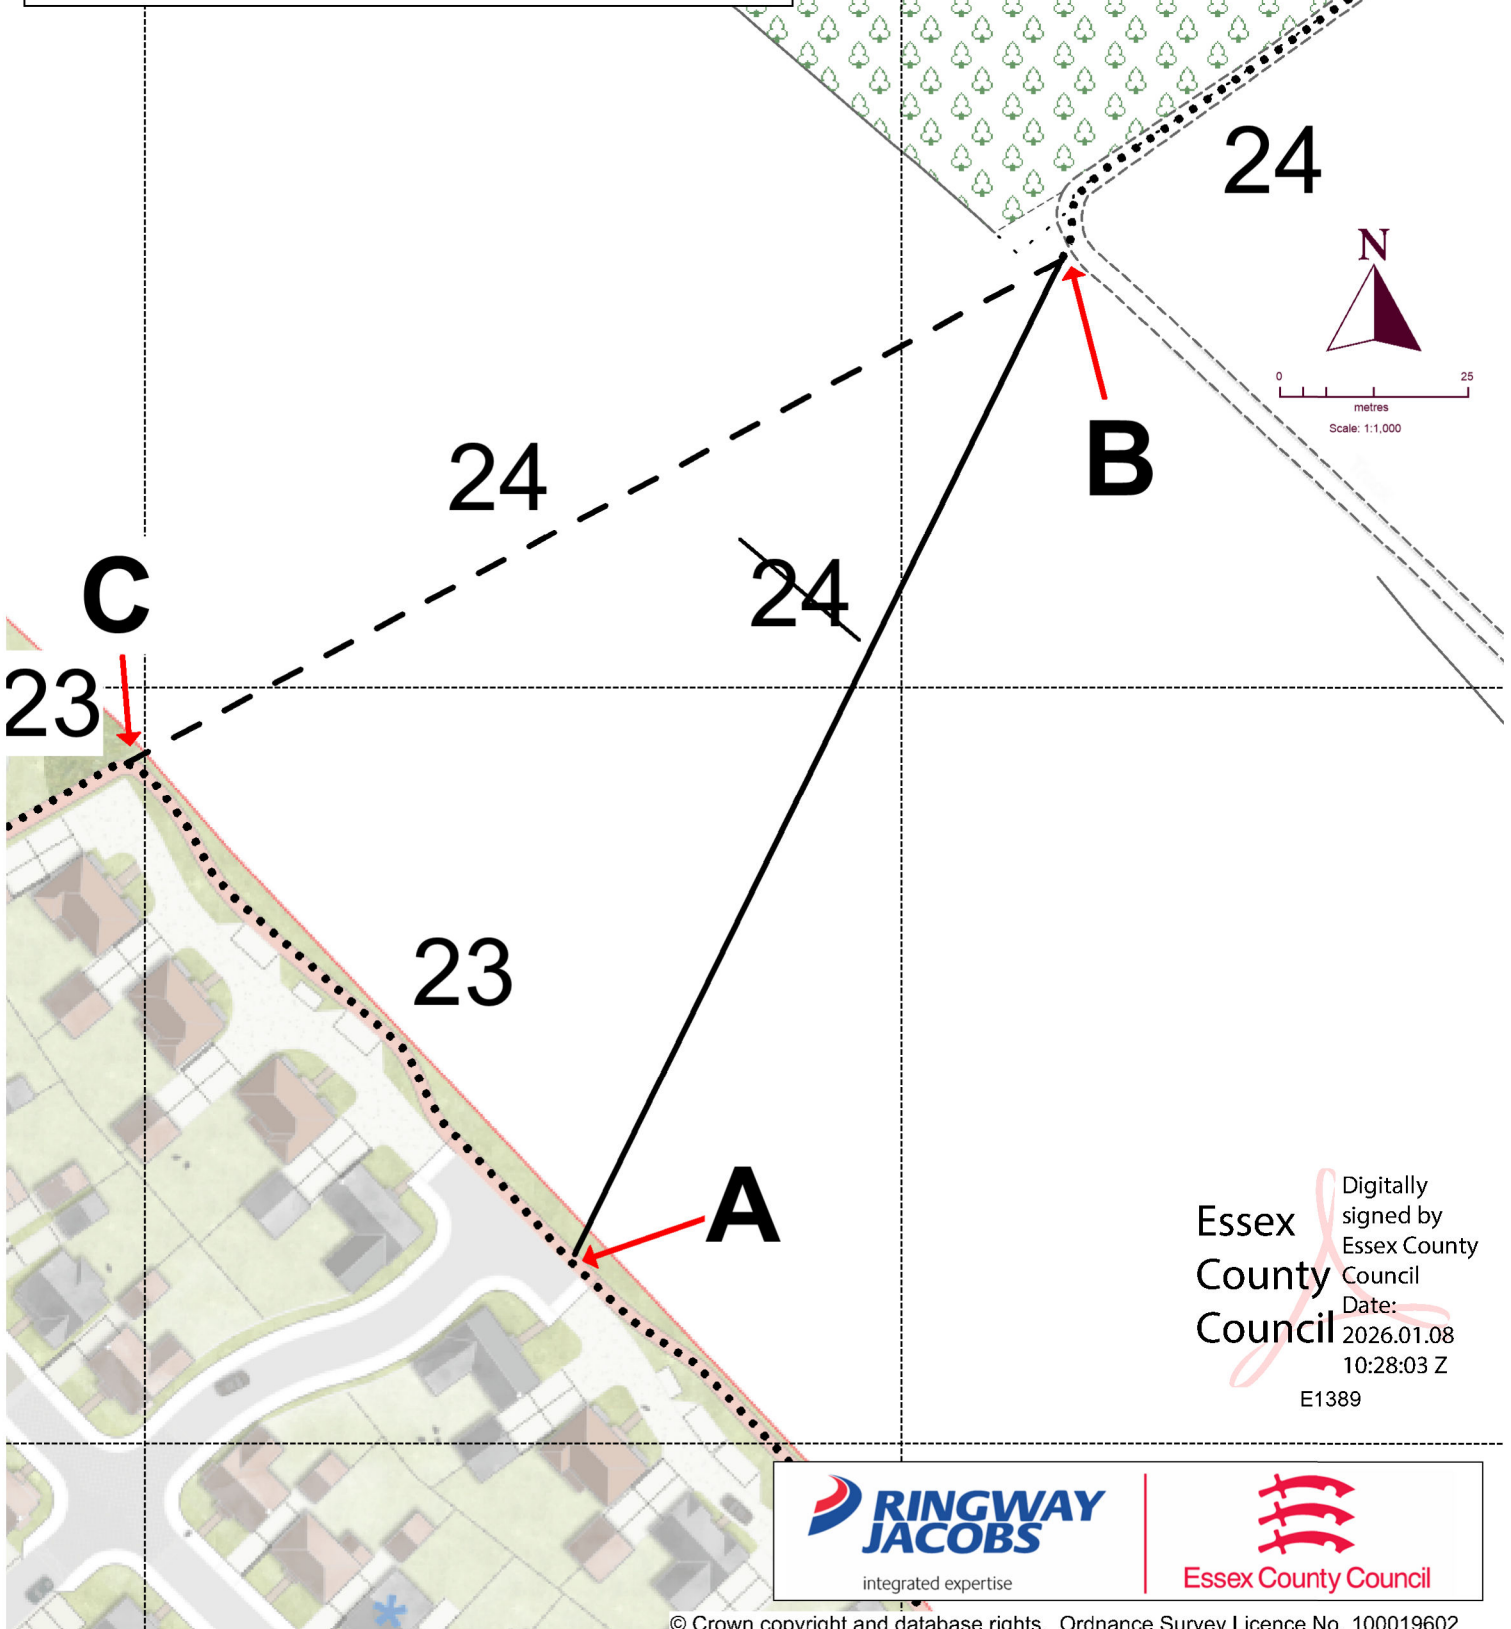 24
N
0 25
metres
Scale: 1:1,000
B
24
24
C
23
23
A
Essex
County
Council
Digitally
signed by
Essex County
Council
Date:
2026.01.08
10:28:03 Z
E1389
RINGWAY
JACOBS
integrated expertise
Essex County Council
© Crown copyright and database rights Ordnance Survey Licence No. 100019602